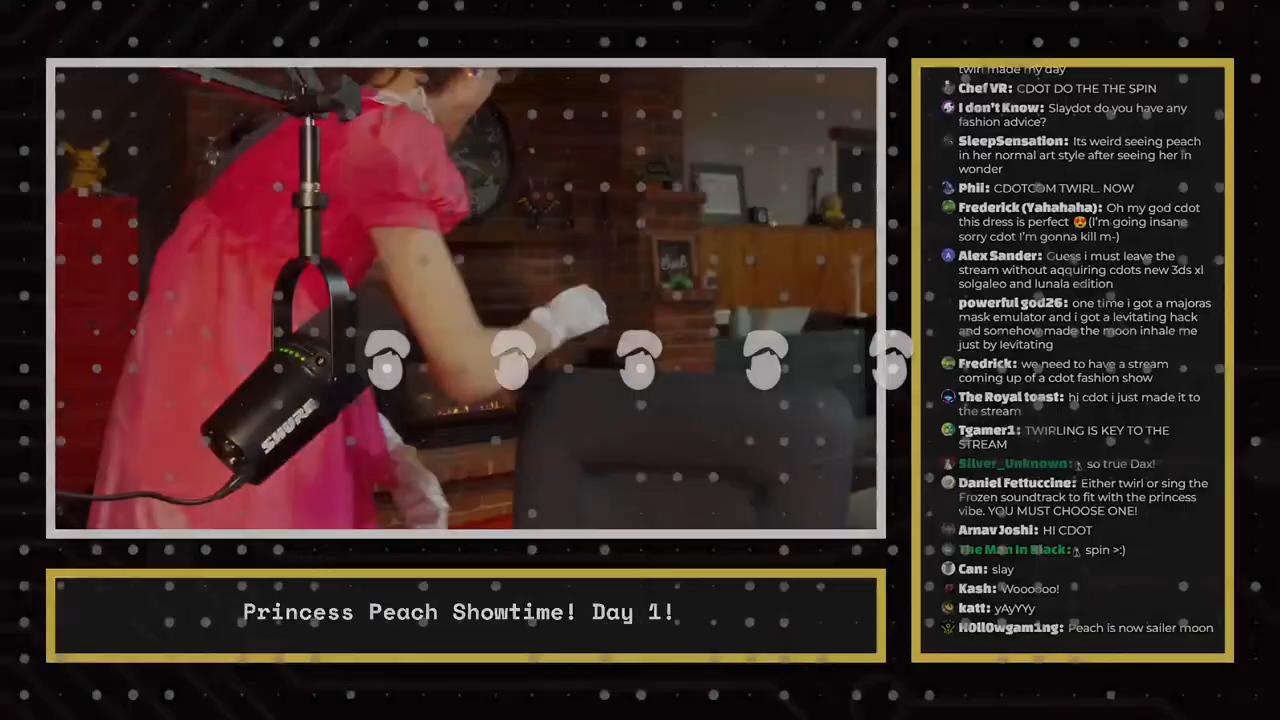 SHURE
Princess Peach Showtime! Day 1!
twirl made my day
Chef VR: CDOT DO THE THE SPIN
I don't Know: Slaydot do you have any
fashion advice?
SleepSensation: Its weird seeing peach
in her normal art style after seeing her in
wonder
Phil: CDOTCOM TWIRL. NOW
Frederick (Yahahaha): Oh my god cdot
this dress is perfect 😍(I'm going insane
sorry cdot I'm gonna kill m-)
A
Alex Sander: Guess i must leave the
stream without aqquiring cdots new 3ds xl
solgaleo and lunala edition
powerful god26: one time i got a majoras
mask emulator and i got a levitating hack
and somehow made the moon inhale me
just by levitating
Fredrick: we need to have a stream
coming up of a cdot fashion show
The Royal toast: hi cdot i just made it to
the stream
Tgamer1: TWIRLING IS KEY TO THE
STREAM
Silver_Unknown: so true Dax!
Daniel Fettuccine: Either twirl or sing the
Frozen soundtrack to fit with the princess
vibe. YOU MUST CHOOSE ONE!
Arnav Joshi: HI CDOT
The Man In Black: spin >:)
Can: slay
Kash: Woooooo!
katt: yAyYYy
H0ll0wgam1ng: Peach is now sailer moon